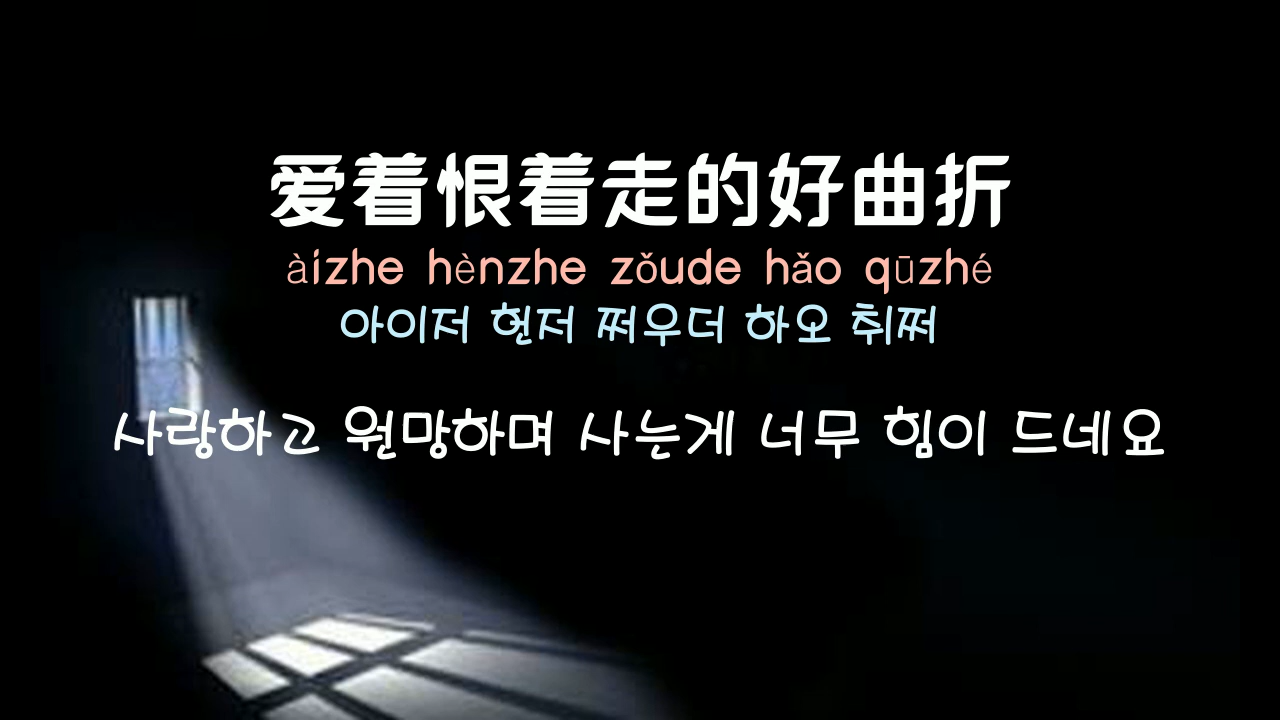 爱着恨着走的好曲折
àizhe hènzhe zǒude hǎo qūzhé
아이저 헌저 쩌우더 하오 취쩌
사랑하고 원망하며 사는게 너무 힘이 드네요